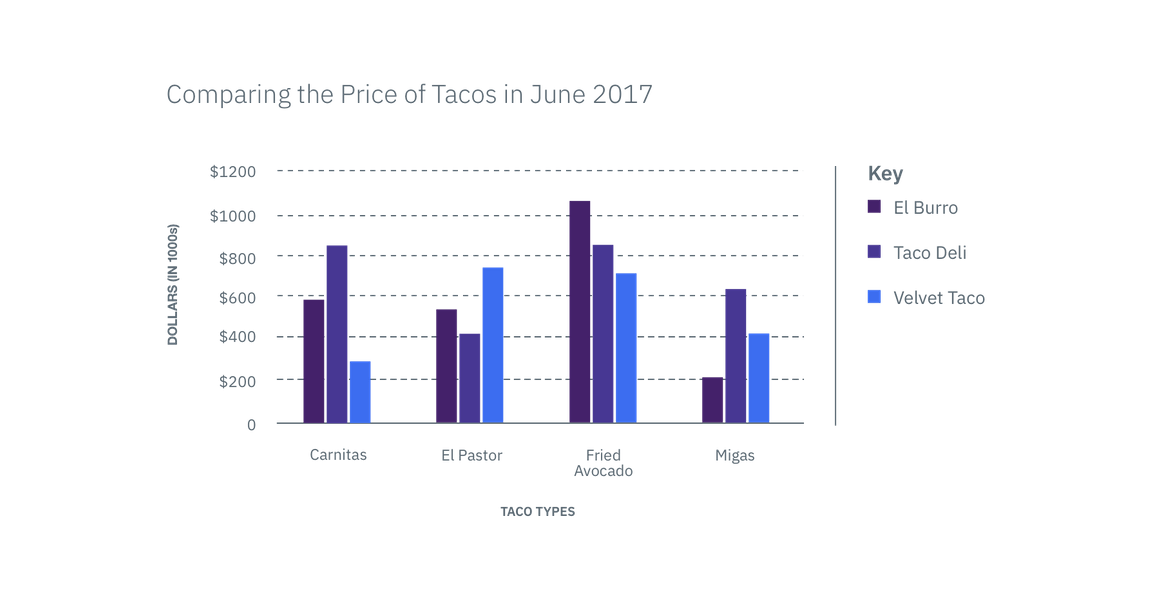 Comparing the Price of Tacos in June 2017
DOLLARS (IN 1000s)
$1200
$1000
$800
$600
$400
$200
0
Carnitas
El Pastor
Fried
Avocado
Migas
TACO TYPES
Key
El Burro
Taco Deli
Velvet Taco